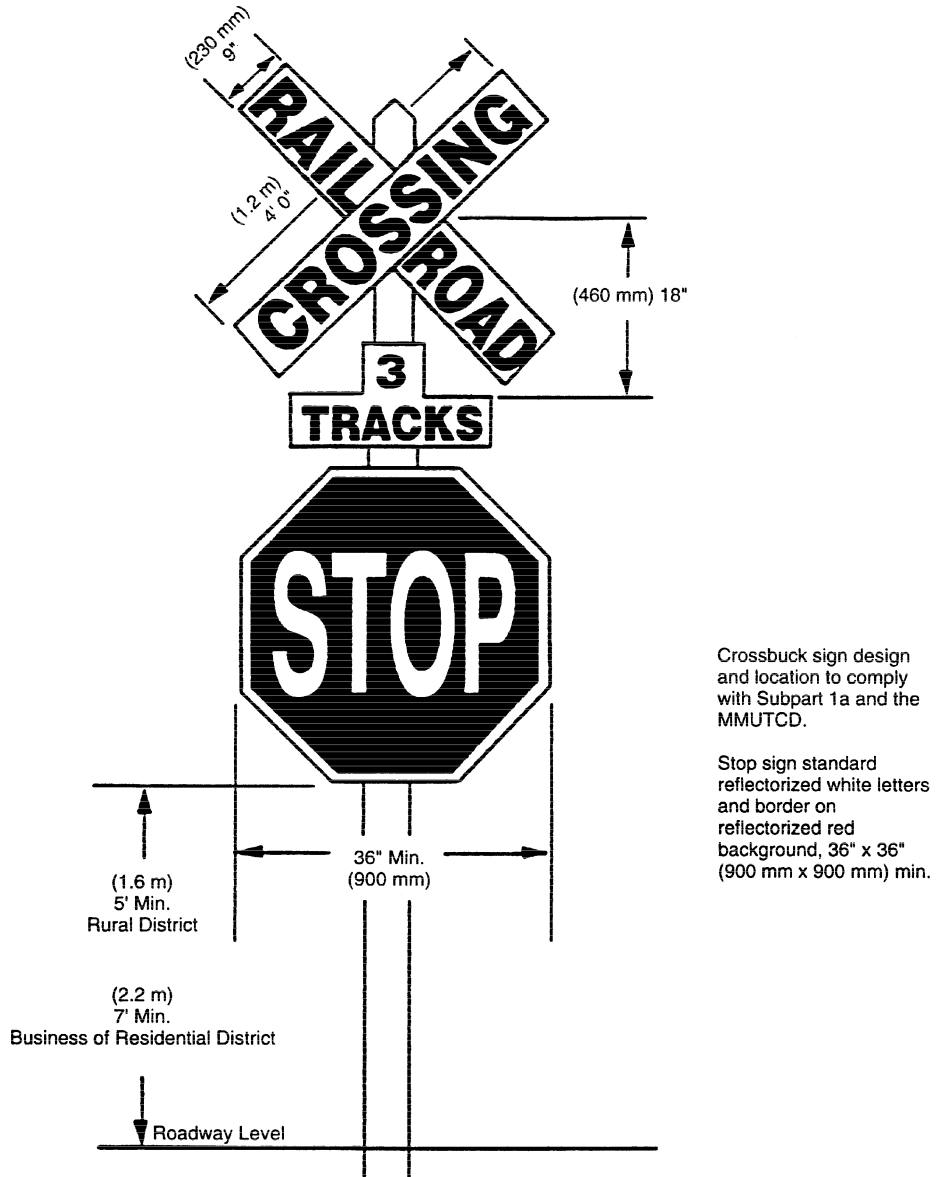 (230 mm)
9"
RAIL
CROSSING
ROAD
(1.2 m)
4' 0"
(460 mm) 18"
3
TRACKS
STOP
Crossbuck sign design
and location to comply
with Subpart 1a and the
MMUTCD.
Stop sign standard
reflectorized white letters
and border on
reflectorized red
background, 36" x 36"
(900 mm x 900 mm) min.
36" Min.
(900 mm)
(1.6 m)
5' Min.
Rural District
(2.2 m)
7' Min.
Business of Residential District
Roadway Level